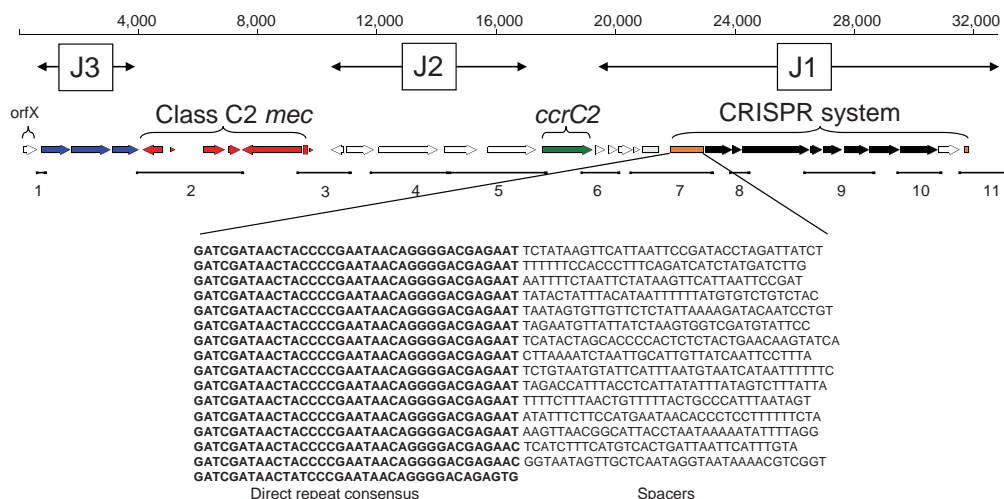 4,000 8,000 12,000 16,000 20,000 24,000 28,000 32,000
J3 J2 J1
orfX Class C2 mec ccrC2 CRISPR system
1 2 3 4 5 6 7 8 9 10 11
GATCGATAACTACCCCGAATAACAGGGGACGAGAAT TCTATAAGTTCATTAATTCCGATACCTAGATTATCT
GATCGATAACTACCCCGAATAACAGGGGACGAGAAT TTTTTTCCACCCTTTCAGATCATCTATGATCTTG
GATCGATAACTACCCCGAATAACAGGGGACGAGAAT AATTTTCTAATTCTATAAGTTCATTAATTCCGAT
GATCGATAACTACCCCGAATAACAGGGGACGAGAAT TATACTATTTACATAATTTTTTATGTGTCTGTCTAC
GATCGATAACTACCCCGAATAACAGGGGACGAGAAT TAATAGTGTTGTTCTCTATTAAAAGATACAATCCTGT
GATCGATAACTACCCCGAATAACAGGGGACGAGAAT TAGAATGTTATTATCTAAGTGGTCGATGTATTCC
GATCGATAACTACCCCGAATAACAGGGGACGAGAAT TCATACTAGCACCCCACTCTCTACTGAACAAGTATCA
GATCGATAACTACCCCGAATAACAGGGGACGAGAAT CTTAAAATCTAATTGCATTGTTATCAATTCCTTTA
GATCGATAACTACCCCGAATAACAGGGGACGAGAAT TCTGTAATGTATTCATTTAATGTAATCATAATTTTTTC
GATCGATAACTACCCCGAATAACAGGGGACGAGAAT TAGACCATTTACCTCATTATATTTATAGTCTTTATTA
GATCGATAACTACCCCGAATAACAGGGGACGAGAAT TTTTCTTTAACTGTTTTTACTGCCCATTTAATAGT
GATCGATAACTACCCCGAATAACAGGGGACGAGAAT ATATTTCTTCCATGAATAACACCCTCCTTTTTTCTA
GATCGATAACTACCCCGAATAACAGGGGACGAGAAT AAGTTAACGGCATTACCTAATAAAAATATTTTAGG
GATCGATAACTACCCCGAATAACAGGGGACGAGAAC TCATCTTTCATGTCACTGATTAATTCATTTGTA
GATCGATAACTACCCCGAATAACAGGGGACGAGAAC GGTAATAGTTGCTCAATAGGTAATAAAACGTCGGT
GATCGATAACTATCCCGAATAACAGGGGACAGAGTG
Direct repeat consensus Spacers